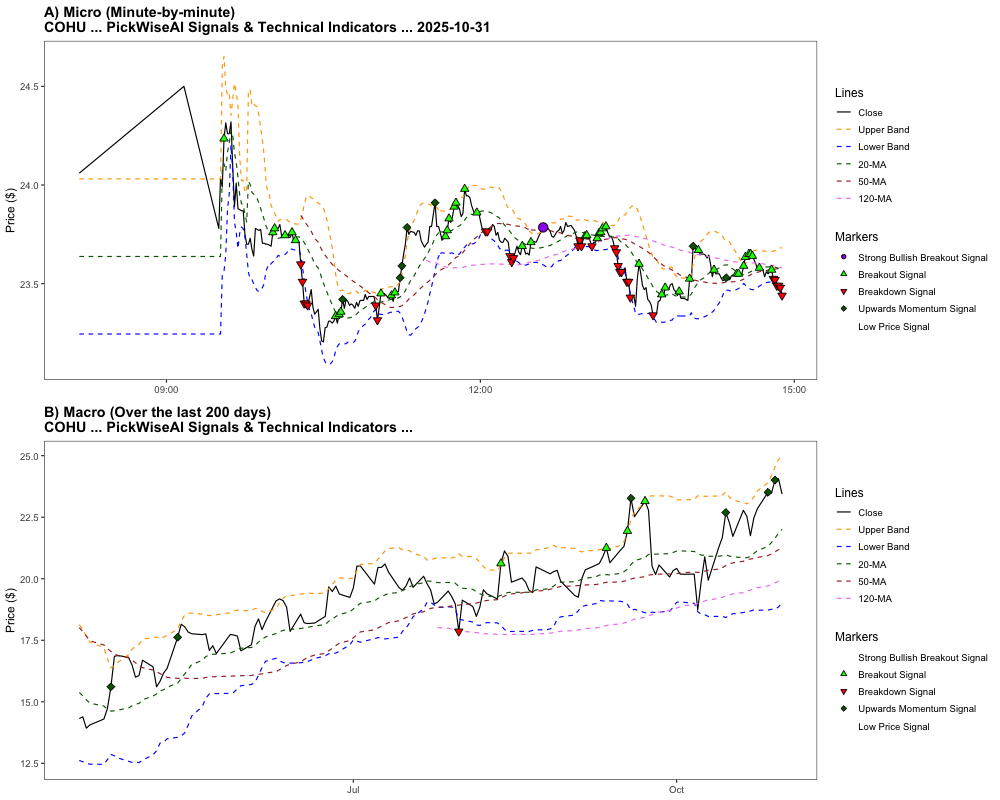 A) Micro (Minute-by-minute)
COHU ... PickWiseAI Signals & Technical Indicators ... 2025-10-31
Price ($)
24.5
24.0
23.5
09:00
12:00
15:00
Lines
Close
Upper Band
Lower Band
20-MA
50-MA
120-MA
Markers
Strong Bullish Breakout Signal
Breakout Signal
Breakdown Signal
Upwards Momentum Signal
Low Price Signal
B) Macro (Over the last 200 days)
COHU ... PickWiseAI Signals & Technical Indicators ...
Price ($)
25.0
22.5
20.0
17.5
15.0
12.5
Jul
Oct
Lines
Close
Upper Band
Lower Band
20-MA
50-MA
120-MA
Markers
Strong Bullish Breakout Signal
Breakout Signal
Breakdown Signal
Upwards Momentum Signal
Low Price Signal